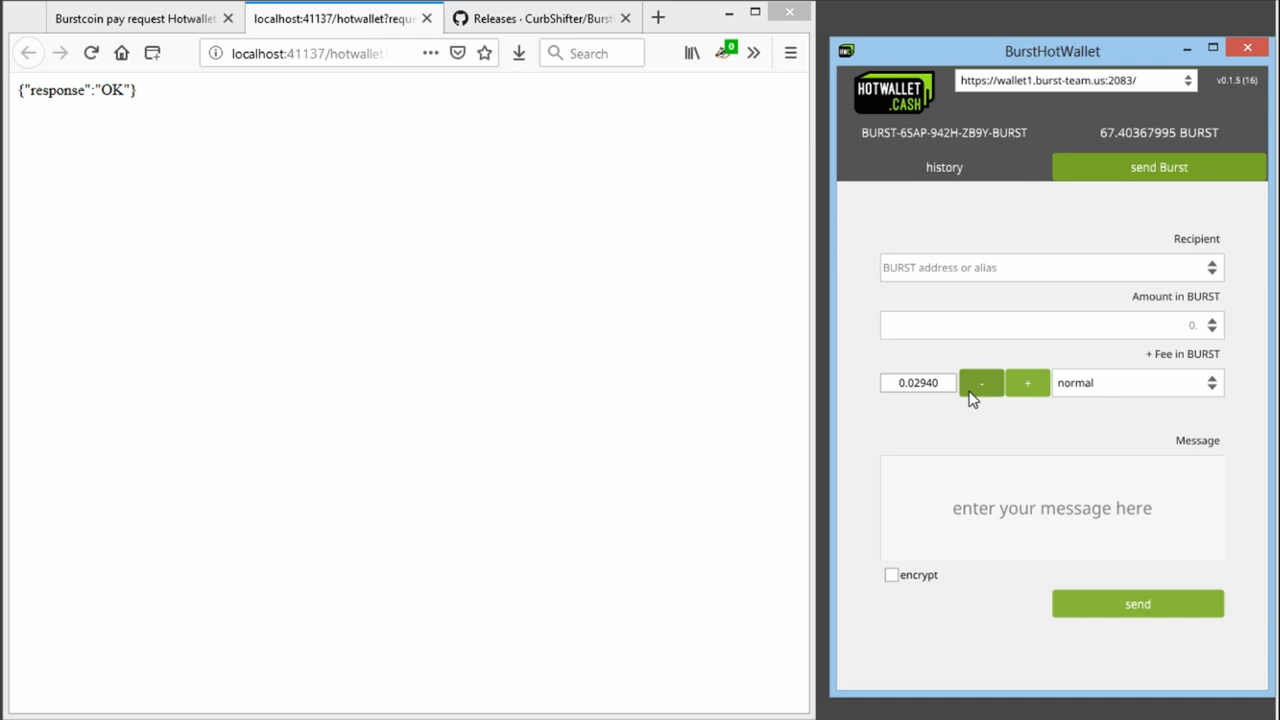 Burstcoin pay request Hotwallet
localhost:41137/hotwallet?reque
Releases · CurbShifter/Burst
localhost:41137/hotwallet
Search
0
{"response":"OK"}
BurstHotWallet
HOTWALLET
.CASH
https://wallet1.burst-team.us:2083/
v0.1.5 (16)
BURST-6SAP-942H-ZB9Y-BURST
67.40367995 BURST
history
send Burst
Recipient
BURST address or alias
Amount in BURST
0.
+ Fee in BURST
0.02940
-
+
normal
Message
enter your message here
encrypt
send